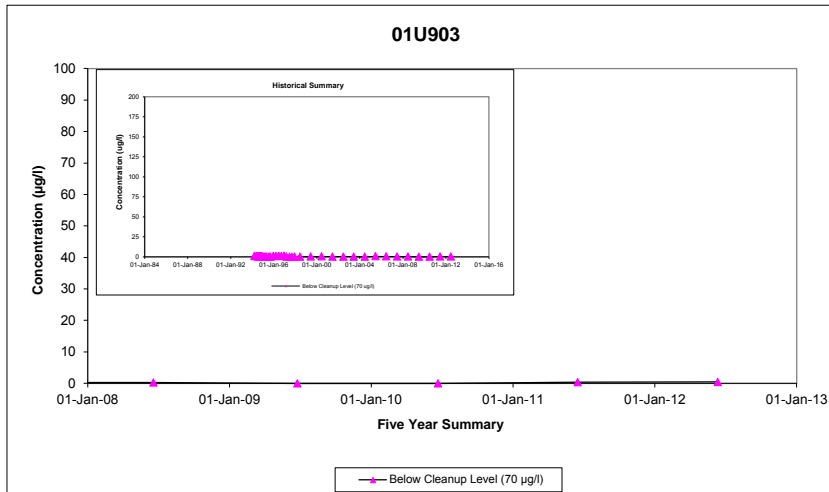 01U903
Concentration (µg/l)
100
90
80
70
60
50
40
30
20
10
0
Historical Summary
Concentration (ug/l)
200
175
150
125
100
75
50
25
0
01-Jan-84 01-Jan-88 01-Jan-92 01-Jan-96 01-Jan-00 01-Jan-04 01-Jan-08 01-Jan-12 01-Jan-16
Below Cleanup Level (70 ug/l)
01-Jan-08 01-Jan-09 01-Jan-10 01-Jan-11 01-Jan-12 01-Jan-13
Five Year Summary
Below Cleanup Level (70 µg/l)